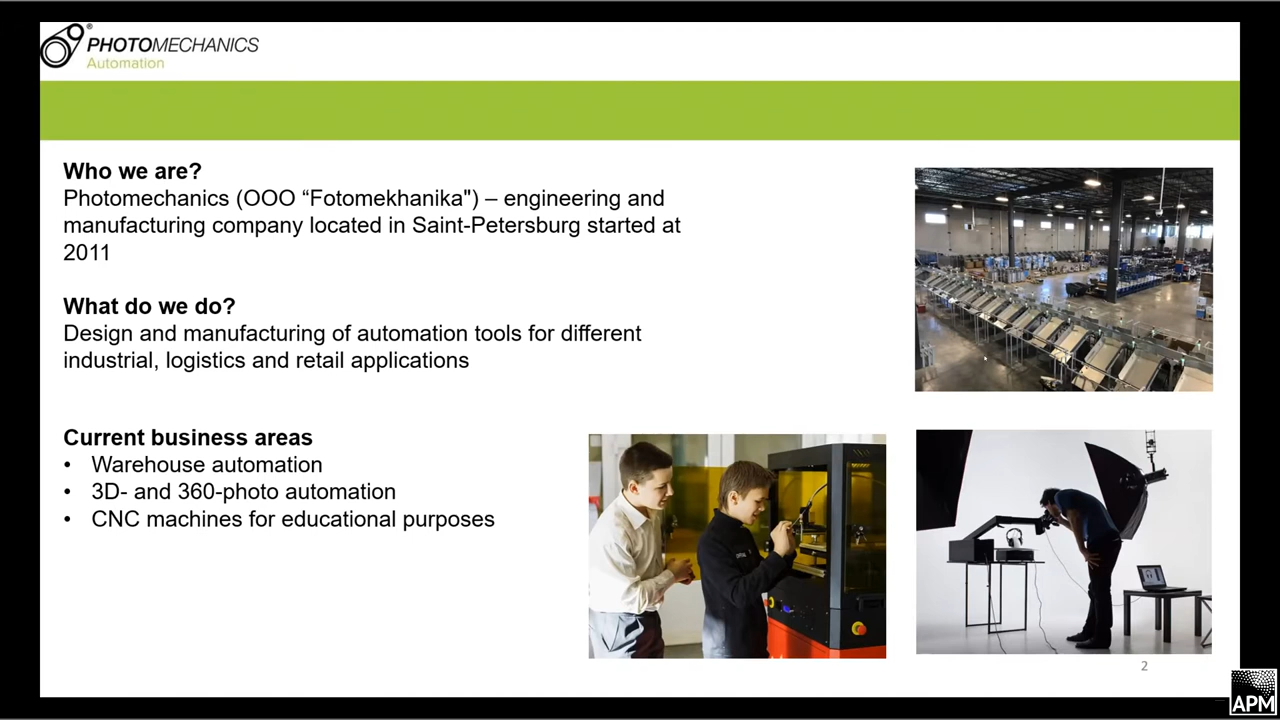 PHOTOMECHANICS®
Automation
Who we are?
Photomechanics (OOO “Fotomekhanika") – engineering and
manufacturing company located in Saint-Petersburg started at
2011
What do we do?
Design and manufacturing of automation tools for different
industrial, logistics and retail applications
Current business areas
• Warehouse automation
• 3D- and 360-photo automation
• CNC machines for educational purposes
2
APM